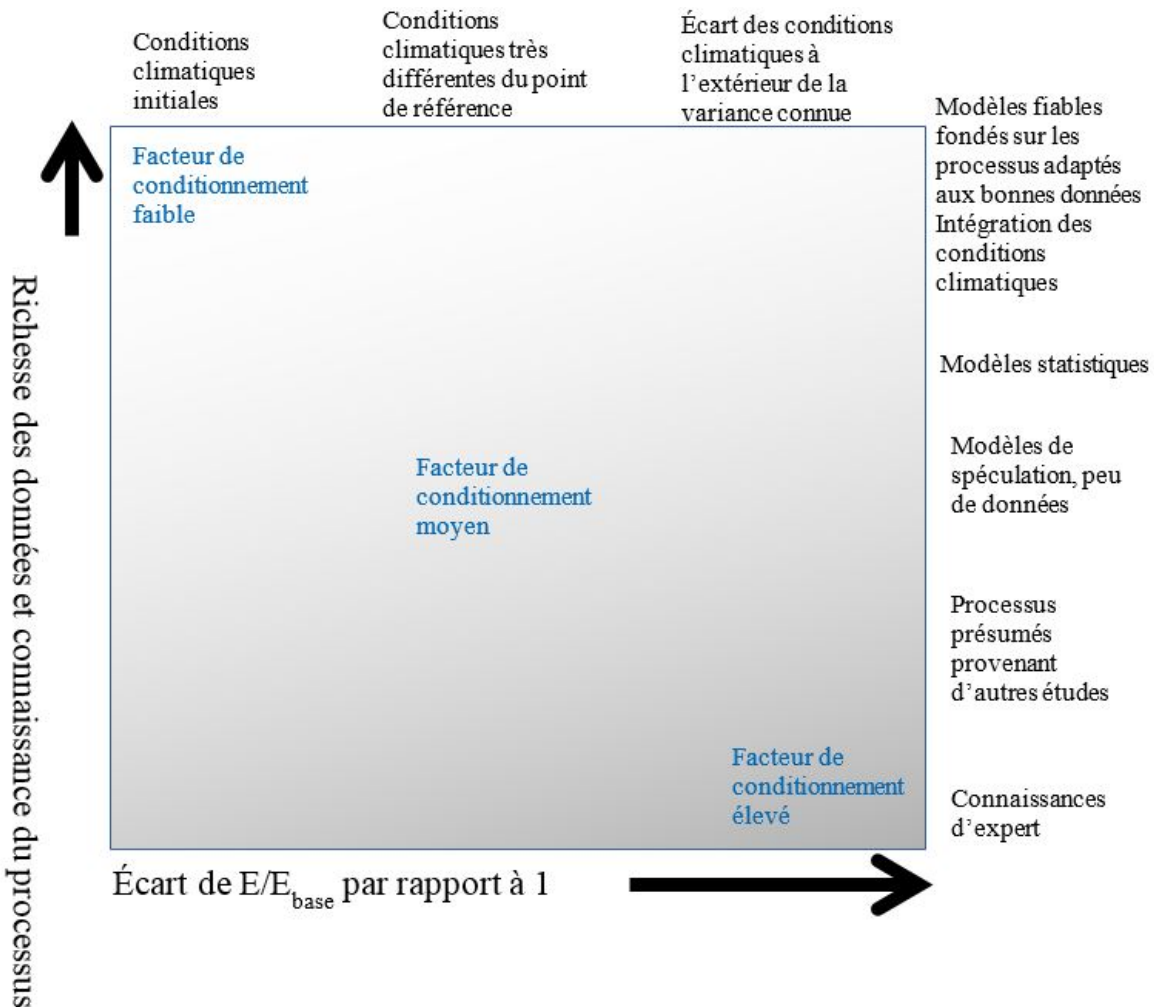 Conditions
climatiques
initiales
Conditions
climatiques très
différentes du point
de référence
Écart des conditions
climatiques à
l’extérieur de la
variance connue
Modèles fiables
fondés sur les
processus adaptés
aux bonnes données
Intégration des
conditions
climatiques
Modèles statistiques
Modèles de
spéculation, peu
de données
Processus
présumés
provenant
d’autres études
Connaissances
d’expert
Facteur de
conditionnement
faible
Facteur de
conditionnement
moyen
Facteur de
conditionnement
élevé
Richesse des données et connaissance du processus
Écart de E/Ebase par rapport à 1